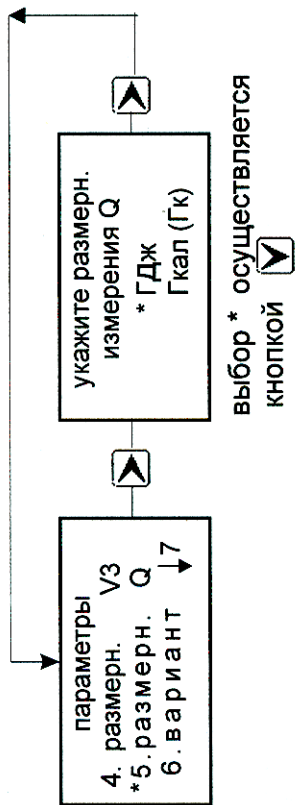 параметры
4. размерн. V3
*5. размерн. Q
6. вариант ↓7
укажите размерн.
измерения Q
* ГДж
Гкал (Гк)
выбор * осуществляется
кнопкой